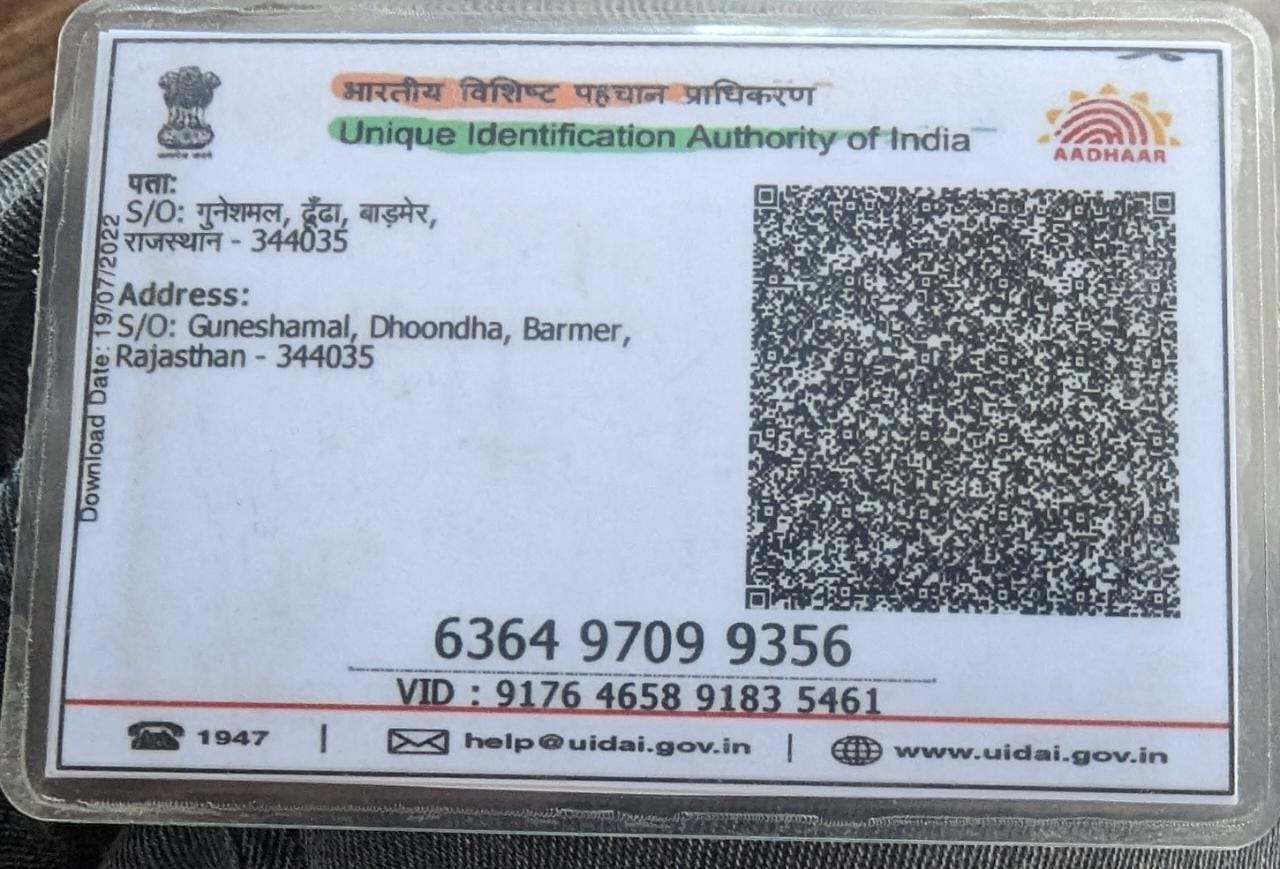 भारतीय विशिष्ट पहचान प्राधिकरण
Unique Identification Authority of India
AADHAAR
पता:
S/O: गुनेशमल, ढूँढा, बाड़मेर,
राजस्थान - 344035
Address:
S/O: Guneshamal, Dhoondha, Barmer,
Rajasthan - 344035
Download Date: 19/07/2022
6364 9709 9356
VID : 9176 4658 9183 5461
1947 | help@uidai.gov.in | www.uidai.gov.in